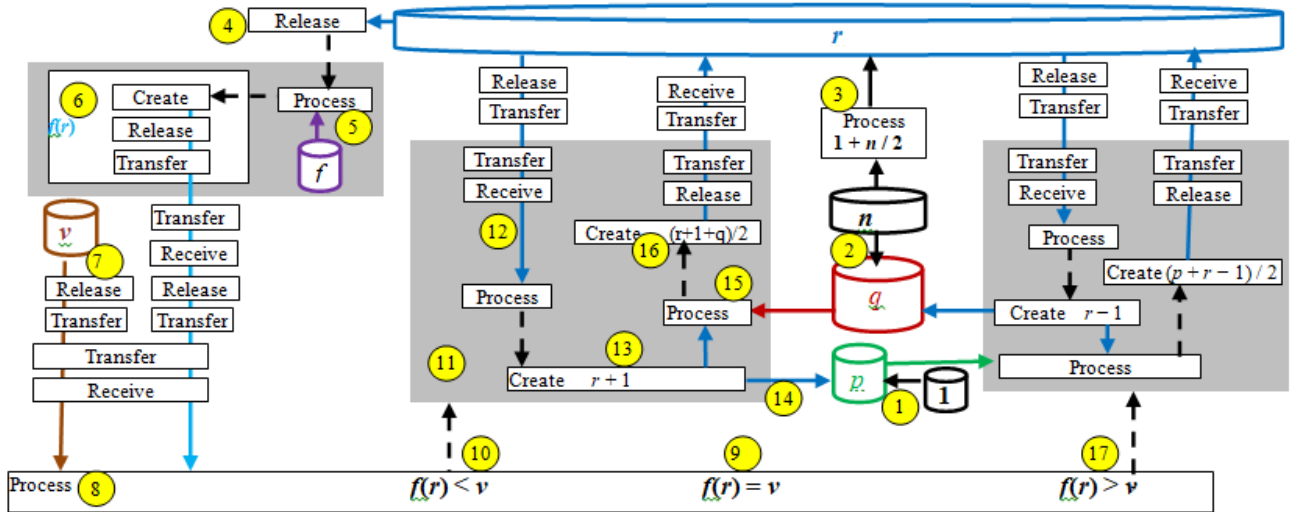 4
Release
r
6
Create
f(r)
Release
Transfer
Process
5
f
Release
Transfer
Receive
Transfer
3
Process
1 + n / 2
Release
Transfer
Receive
Transfer
Transfer
Receive
Transfer
Release
Transfer
Receive
Transfer
Release
v
7
Release
Transfer
Transfer
Receive
Release
Transfer
Transfer
Receive
12
Create (r+1+q)/2
16
n
2
q
Process
Create (p + r − 1) / 2
Process
15
Process
Create r − 1
13
11
Create r + 1
14
p
1
1
Process
10
9
17
Process
8
f(r) < v
f(r) = v
f(r) > v